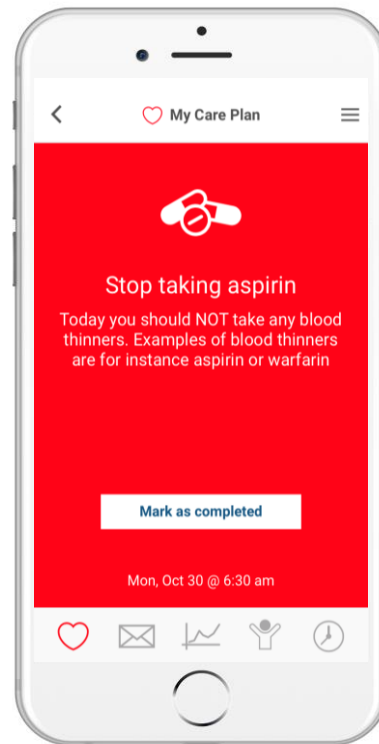 My Care Plan
Stop taking aspirin
Today you should NOT take any blood
thinners. Examples of blood thinners
are for instance aspirin or warfarin
Mark as completed
Mon, Oct 30 @ 6:30 am